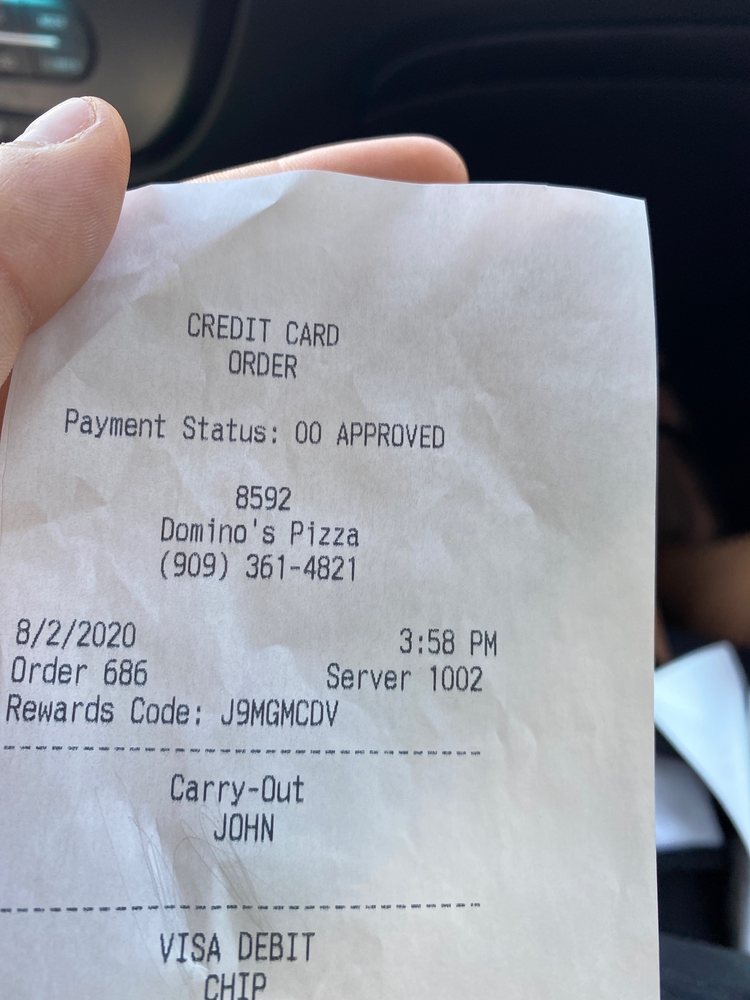 CREDIT CARD
ORDER
Payment Status: 00 APPROVED
8592
Domino's Pizza
(909) 361-4821
8/2/2020 3:58 PM
Order 686 Server 1002
Rewards Code: J9MGMCDV
Carry-Out
JOHN
VISA DEBIT
CHIP